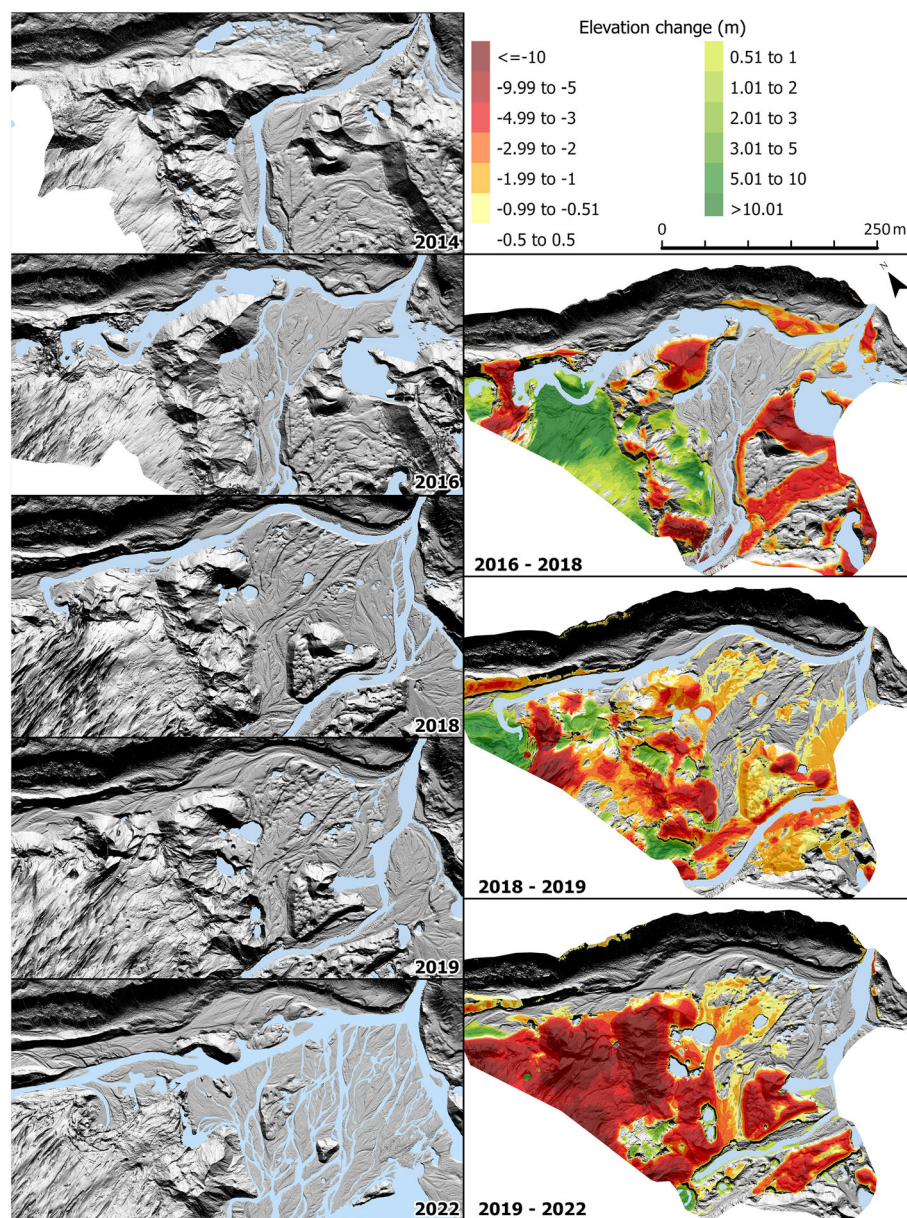 Elevation change (m)
<=-10
-9.99 to -5
-4.99 to -3
-2.99 to -2
-1.99 to -1
-0.99 to -0.51
-0.5 to 0.5
0.51 to 1
1.01 to 2
2.01 to 3
3.01 to 5
5.01 to 10
>10.01
0 250 m
N
2014
2016
2018
2019
2022
2016 - 2018
2018 - 2019
2019 - 2022